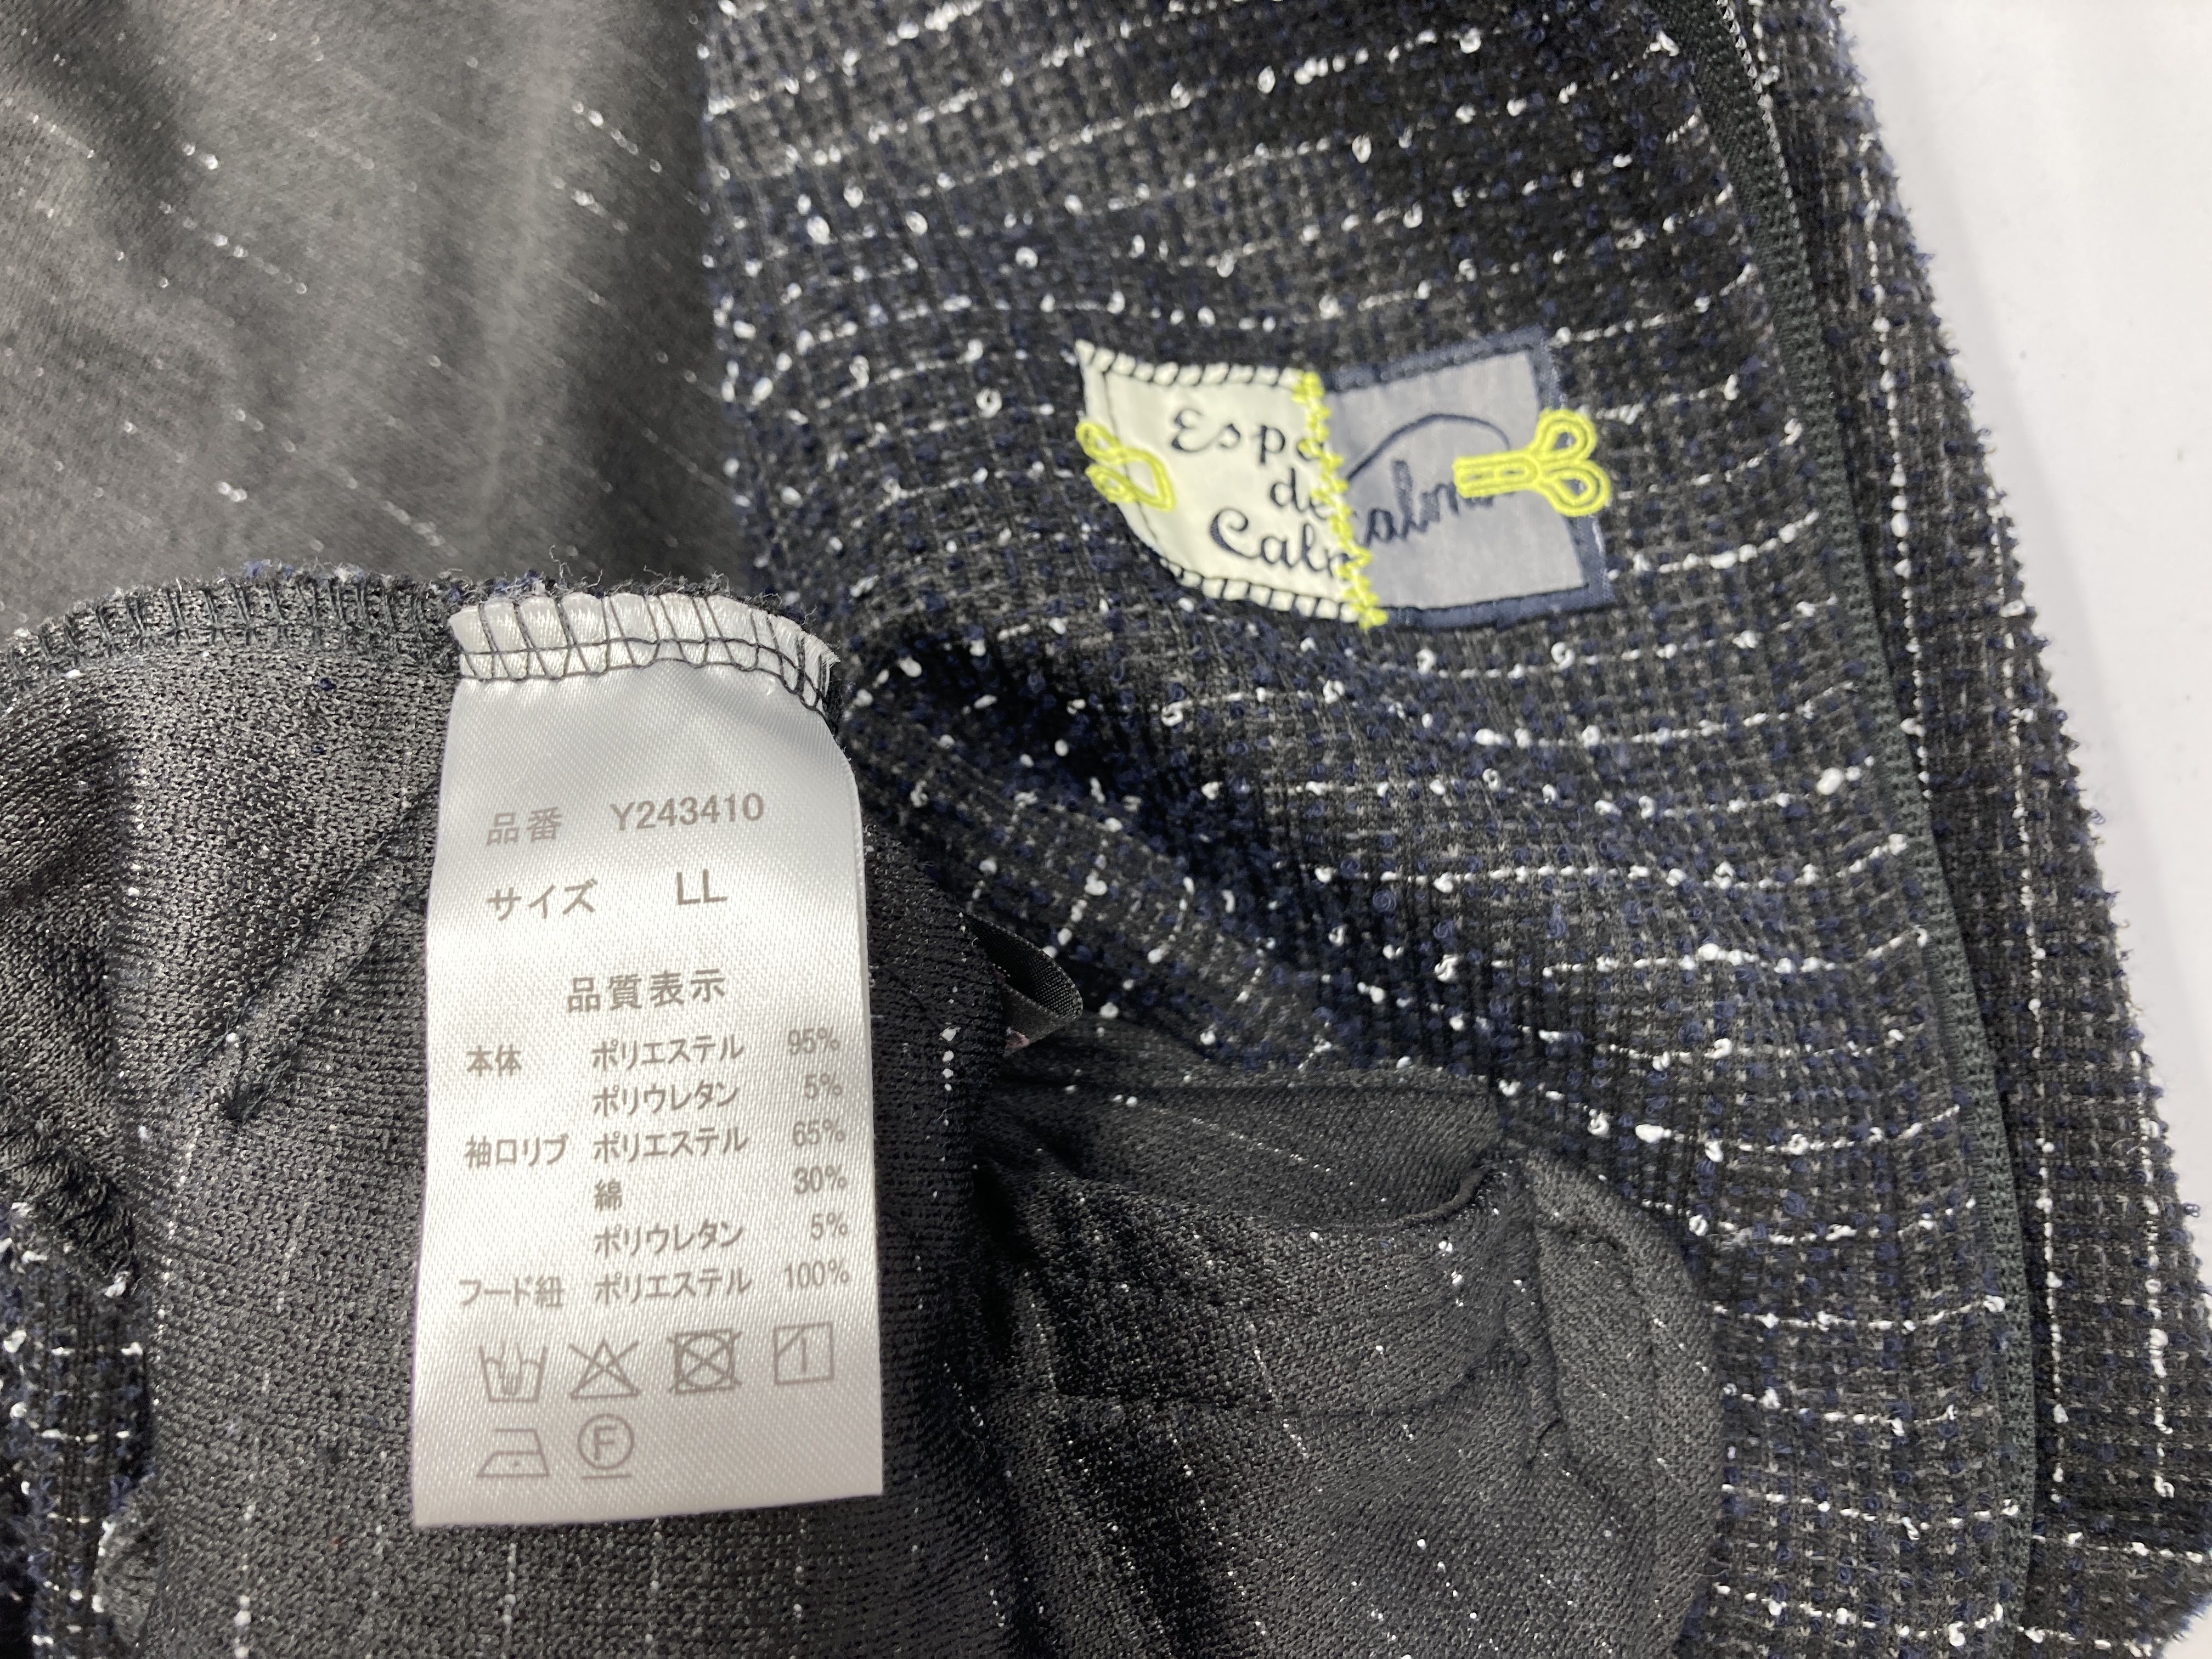 Espa
de
Caln
alm
品番 Y243410
サイズ LL
品質表示
本体 ポリエステル 95%
ポリウレタン 5%
袖口リブ ポリエステル 65%
綿 30%
ポリウレタン 5%
フード紐 ポリエステル 100%
F